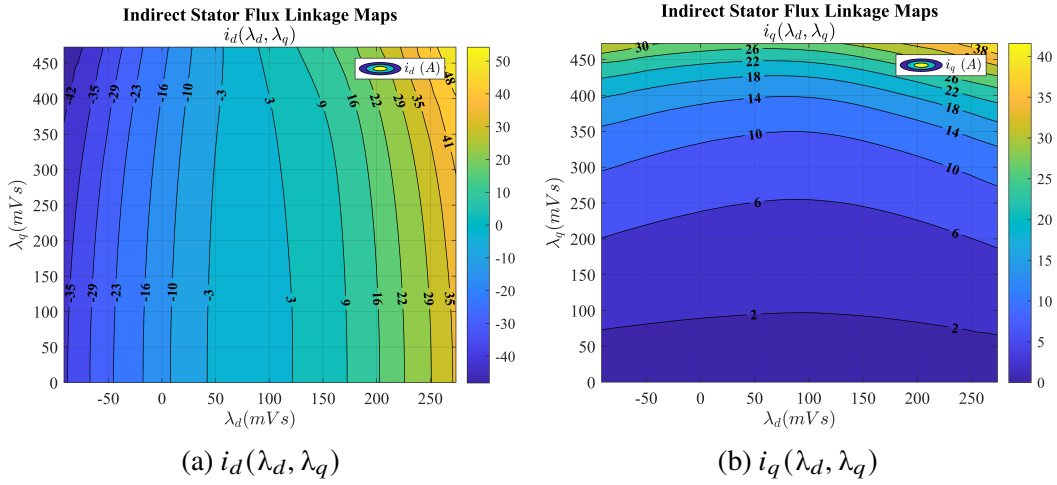 Indirect Stator Flux Linkage Maps
i_d(λ_d, λ_q)
i_d (A)
450
400
350
300
250
200
150
100
50
0
-50 0 50 100 150 200 250
λ_q(mVs)
λ_d(mVs)
-42 -35 -29 -23 -16 -10 -3 3 9 16 22 29 35 48
41
-35 -29 -23 -16 -10 -3 3 9 16 22 29 35
50
40
30
20
10
0
-10
-20
-30
-40
(a) i_d(λ_d, λ_q)
Indirect Stator Flux Linkage Maps
i_q(λ_d, λ_q)
i_q (A)
450
400
350
300
250
200
150
100
50
0
-50 0 50 100 150 200 250
λ_q(mVs)
λ_d(mVs)
30 26 38
22 26
18 22
14 18
10 14
10
6 6
2 2
40
35
30
25
20
15
10
5
0
(b) i_q(λ_d, λ_q)